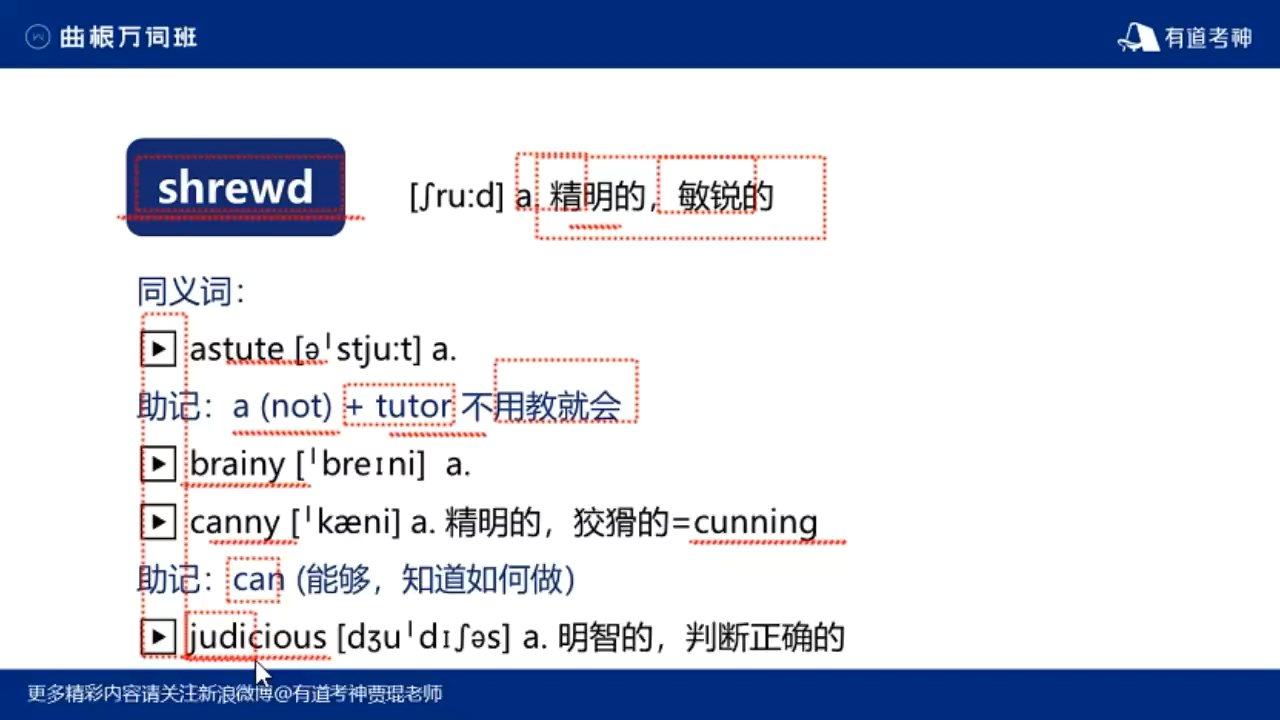 曲根万词班
有道考神
shrewd [ʃru:d] a. 精明的，敏锐的
同义词：
astute [əˈstju:t] a.
助记：a (not) + tutor 不用教就会
brainy [ˈbreɪni] a.
canny [ˈkæni] a. 精明的，狡猾的=cunning
助记：can (能够，知道如何做)
judicious [dʒuˈdɪʃəs] a. 明智的，判断正确的
更多精彩内容请关注新浪微博@有道考神贾琨老师